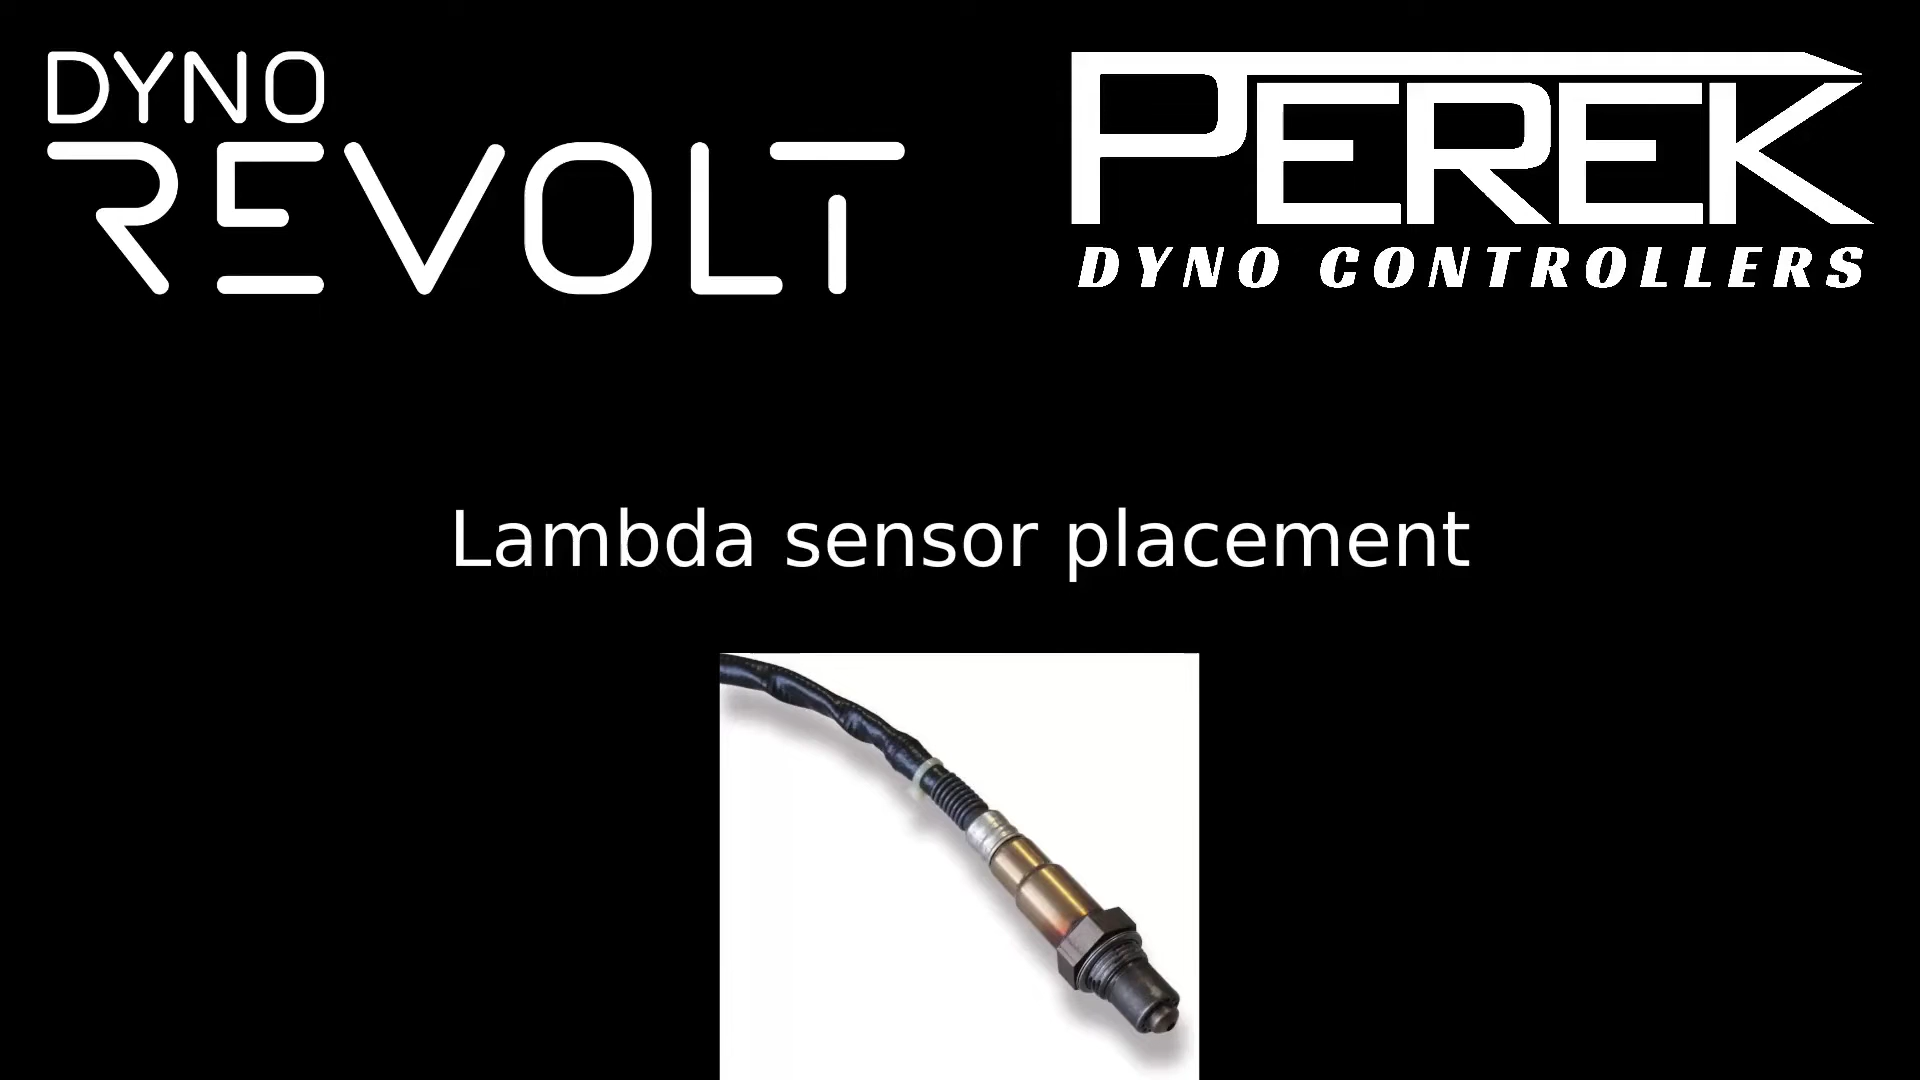 DYNO
REVOLT
PEREK
DYNO CONTROLLERS
Lambda sensor placement